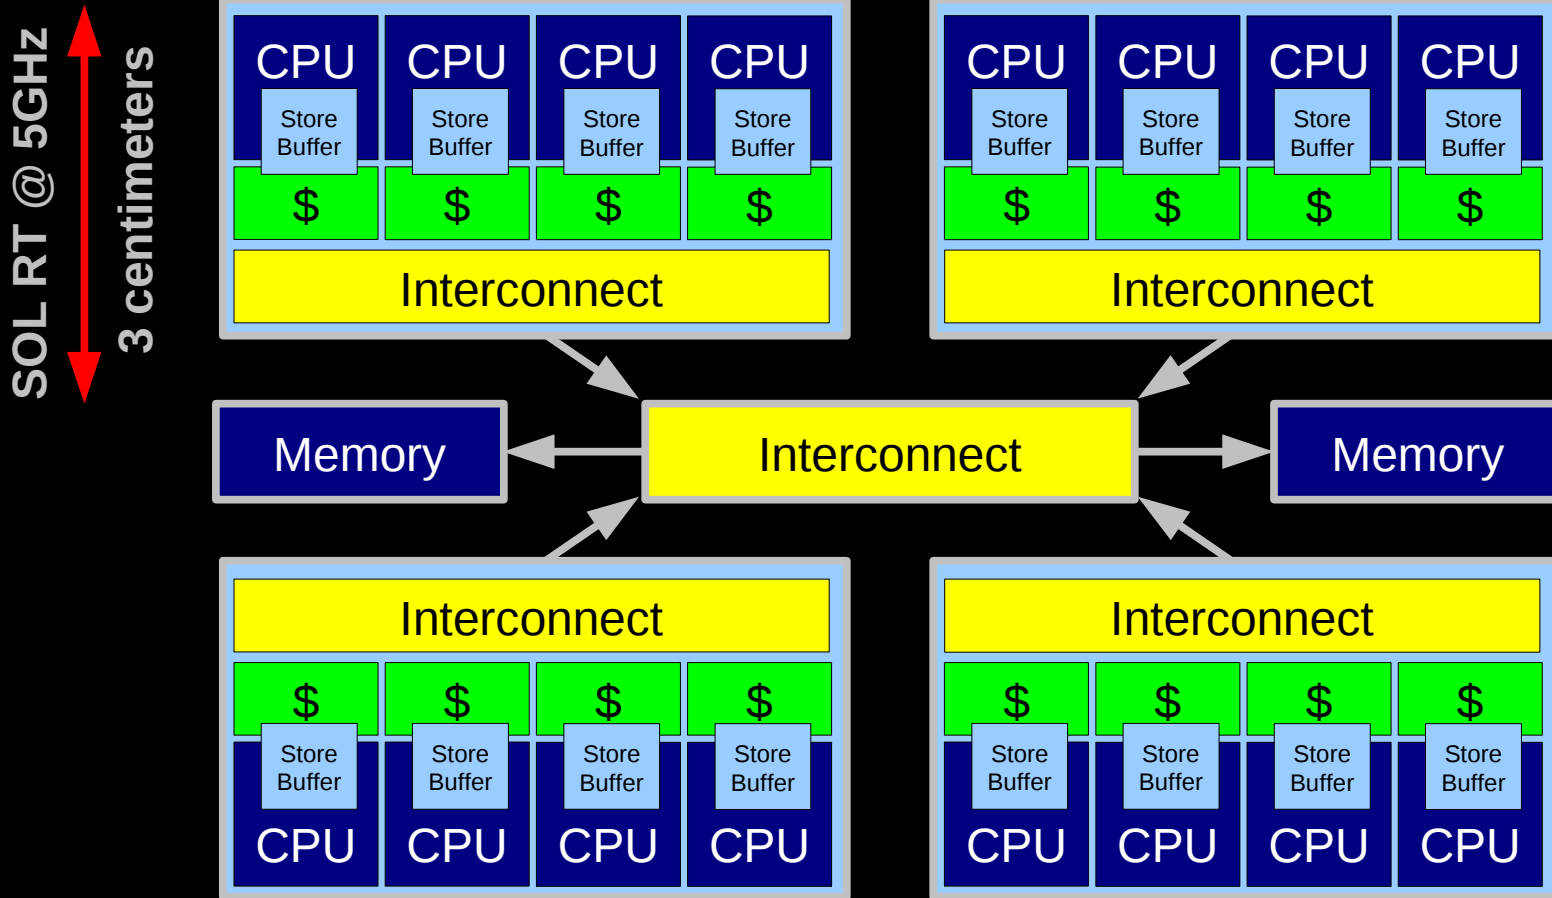 SOL RT @ 5GHz
3 centimeters
CPU CPU CPU CPU
Store Store Store Store
Buffer Buffer Buffer Buffer
$ $ $ $
Interconnect
CPU CPU CPU CPU
Store Store Store Store
Buffer Buffer Buffer Buffer
$ $ $ $
Interconnect
Memory
Interconnect
Memory
Interconnect
$ $ $ $
Store Store Store Store
Buffer Buffer Buffer Buffer
CPU CPU CPU CPU
Interconnect
$ $ $ $
Store Store Store Store
Buffer Buffer Buffer Buffer
CPU CPU CPU CPU